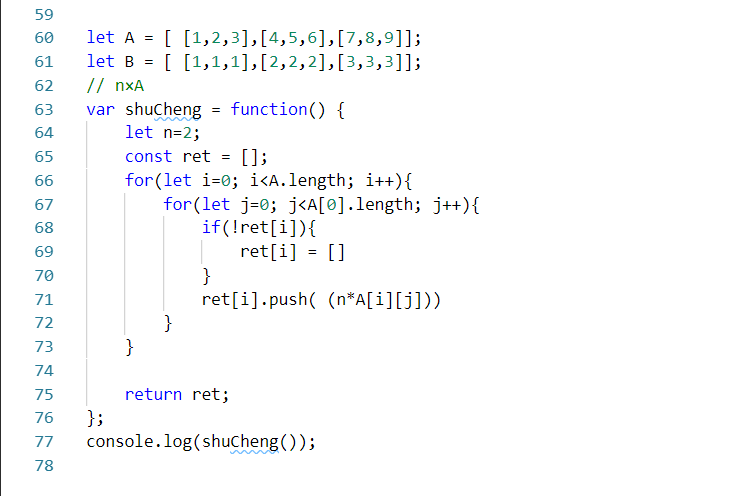 59
60 let A = [ [1,2,3],[4,5,6],[7,8,9]];
61 let B = [ [1,1,1],[2,2,2],[3,3,3]];
62 // n×A
63 var shuCheng = function() {
64     let n=2;
65     const ret = [];
66     for(let i=0; i<A.length; i++){
67         for(let j=0; j<A[0].length; j++){
68             if(!ret[i]){
69                 ret[i] = []
70             }
71             ret[i].push( (n*A[i][j]))
72         }
73     }
74
75     return ret;
76 };
77 console.log(shuCheng());
78